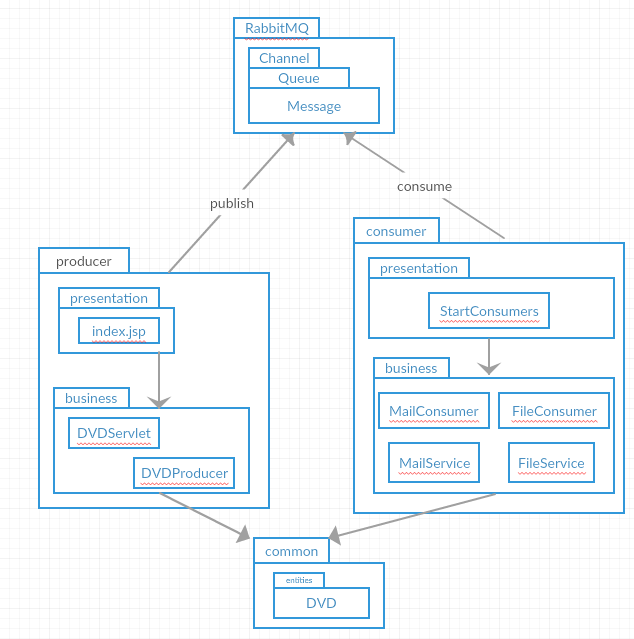 RabbitMQ
Channel
Queue
Message
publish
consume
producer
presentation
index.jsp
business
DVDServlet
DVDProducer
consumer
presentation
StartConsumers
business
MailConsumer
FileConsumer
MailService
FileService
common
entities
DVD